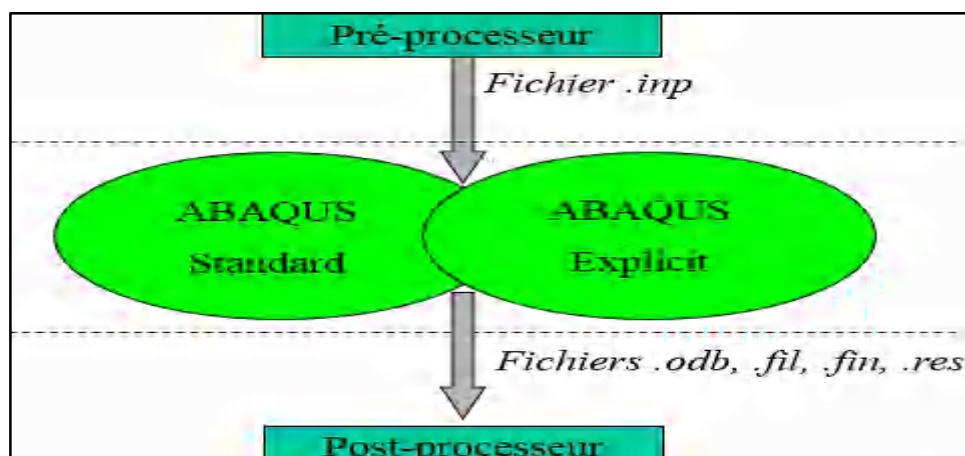 Pré-processeur
Fichier .inp
ABAQUS
Standard
ABAQUS
Explicit
Fichiers .odb, .fil, .fin, .res
Post-processeur